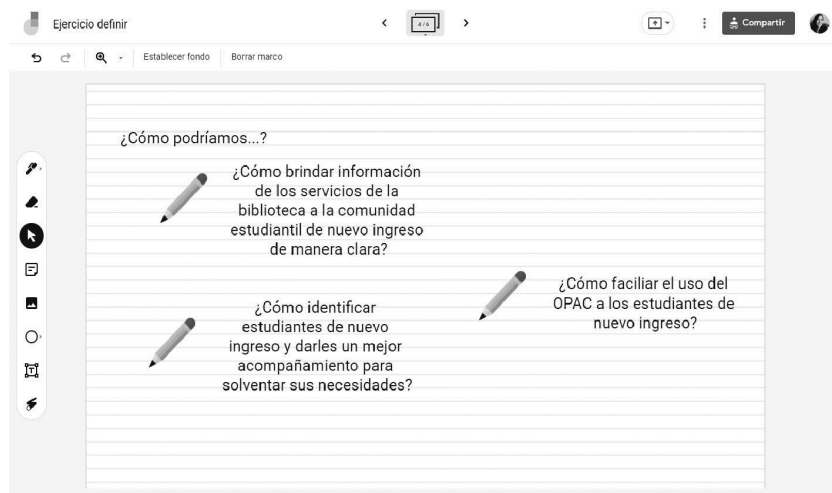 Ejercicio definir
4 / 6
Compartir
Establecer fondo
Borrar marco
¿Cómo podríamos...?
¿Cómo brindar información
de los servicios de la
biblioteca a la comunidad
estudiantil de nuevo ingreso
de manera clara?
¿Cómo identificar
estudiantes de nuevo
ingreso y darles un mejor
acompañamiento para
solventar sus necesidades?
¿Cómo faciliar el uso del
OPAC a los estudiantes de
nuevo ingreso?